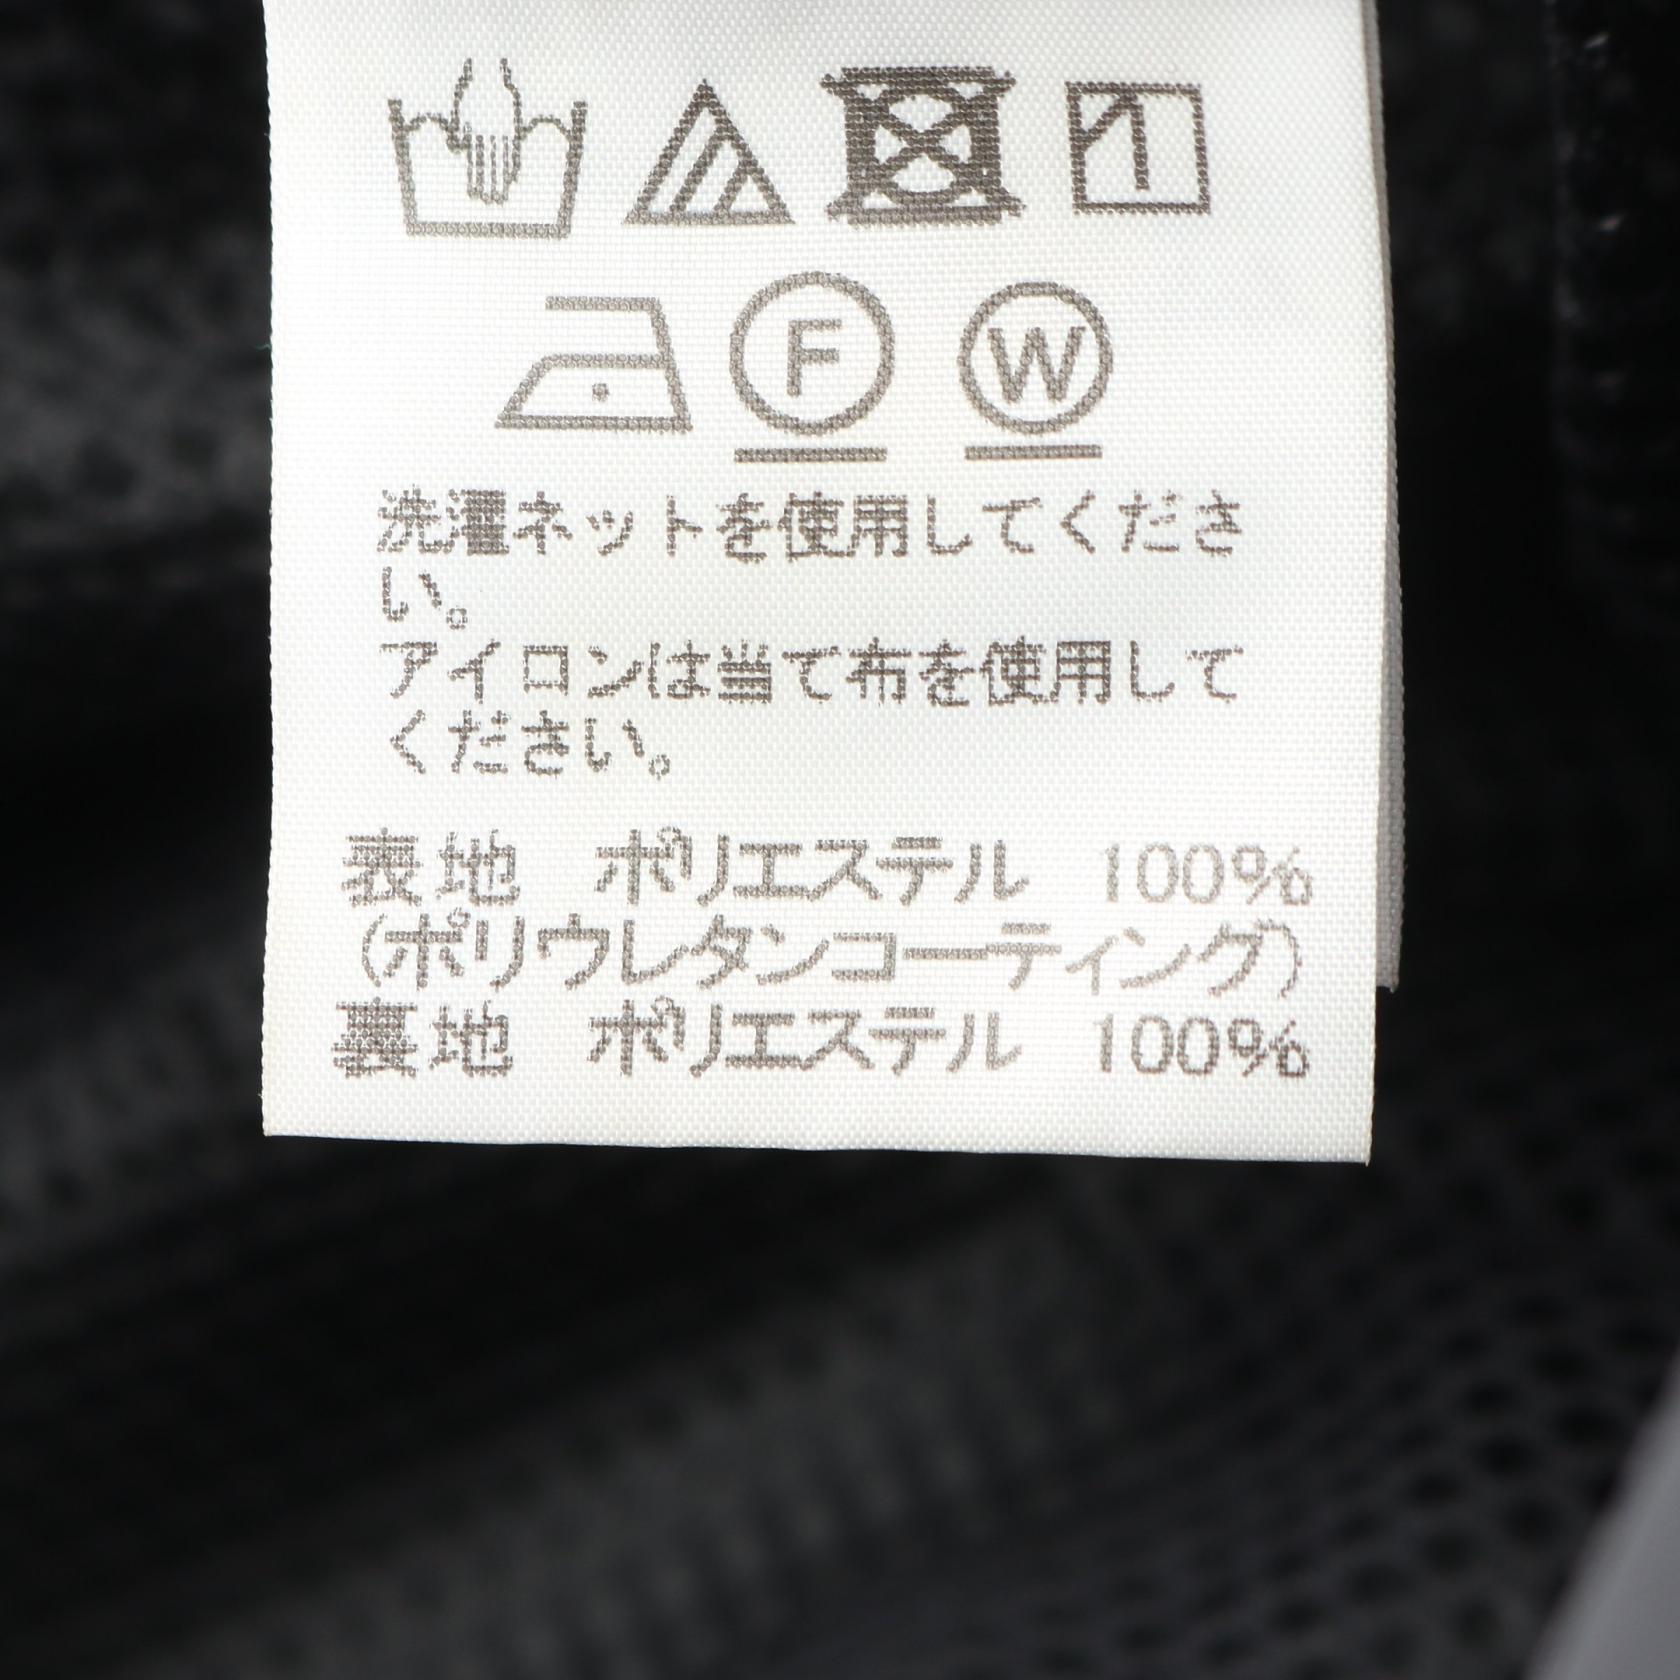 F W
洗濯ネットを使用してくださ
い。
アイロンは当て布を使用して
ください。
表地 ポリエステル 100%
(ポリウレタンコーティング)
裏地 ポリエステル 100%